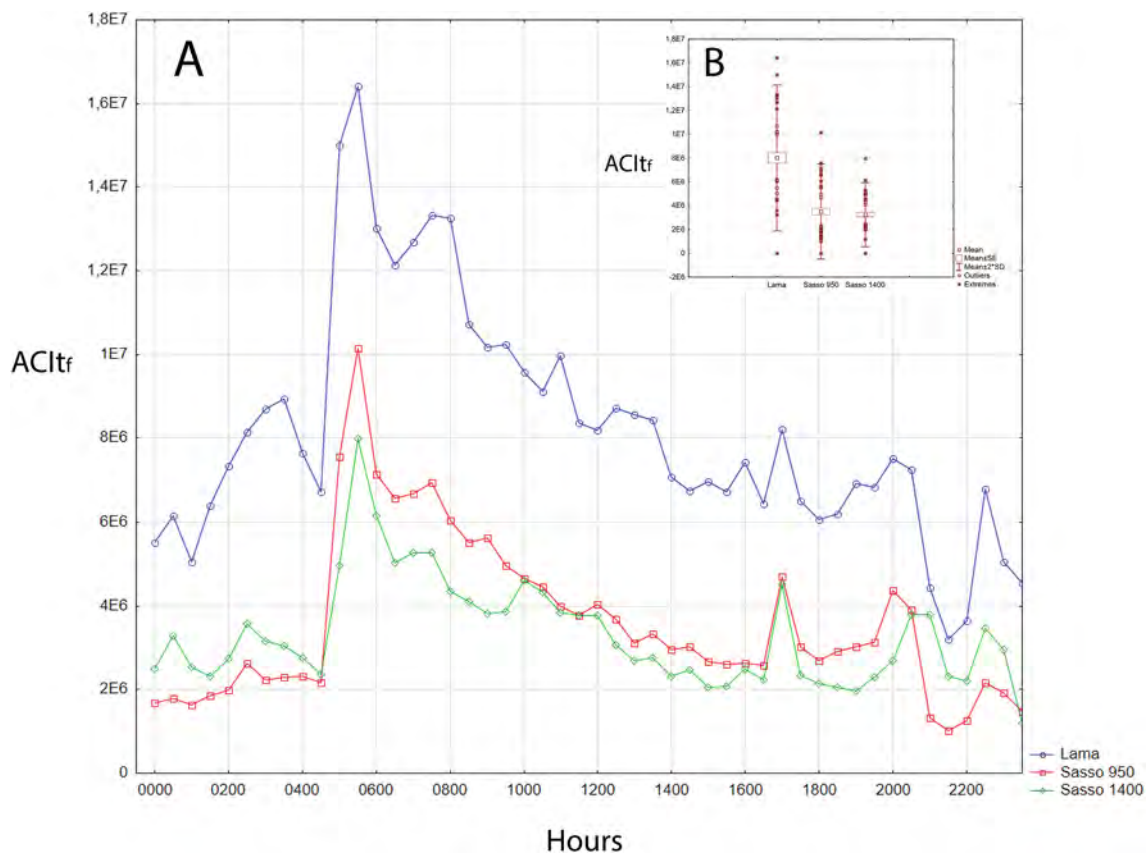 A
ACItf
1,8E7
1,6E7
1,4E7
1,2E7
1E7
8E6
6E6
4E6
2E6
0
0000 0200 0400 0600 0800 1000 1200 1400 1600 1800 2000 2200
Hours
Lama
Sasso 950
Sasso 1400
B
ACItf
1,8E7
1,6E7
1,4E7
1,2E7
1E7
8E6
6E6
4E6
2E6
0
-2E6
Lama Sasso 950 Sasso 1400
Mean
Mean±SE
Mean±2*SD
Outliers
Extremes